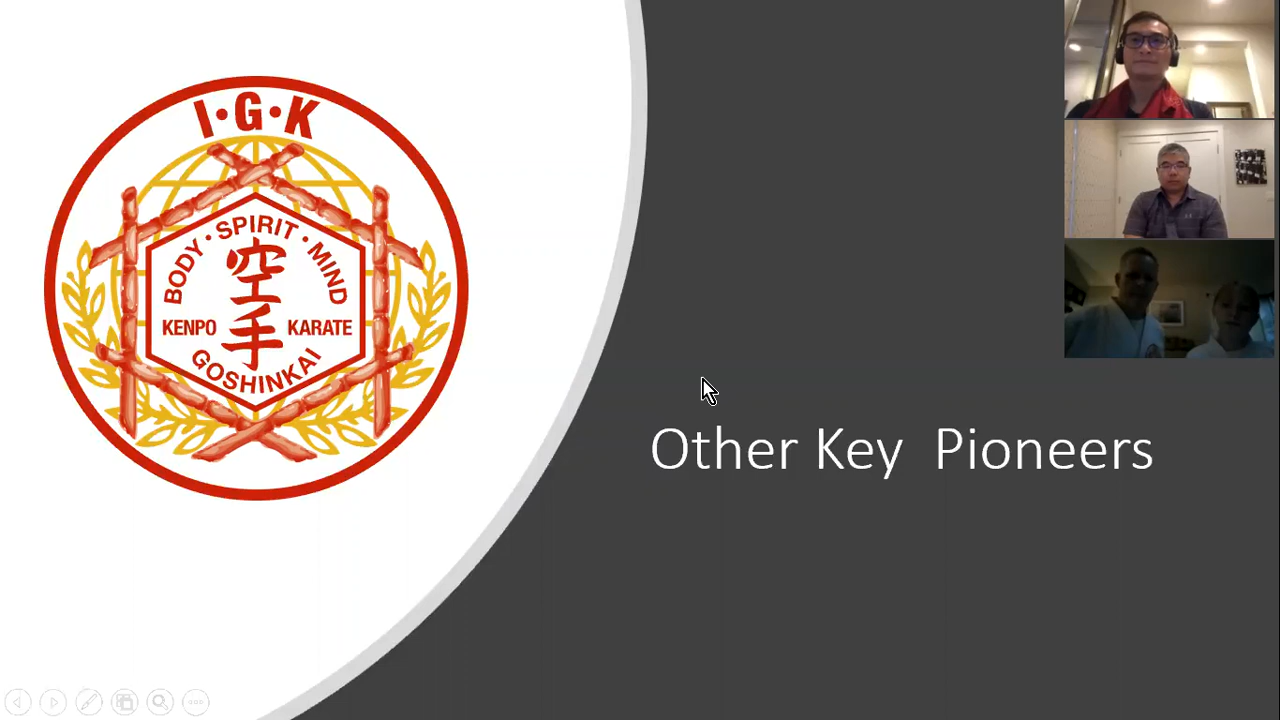 I•G•K
BODY • SPIRIT • MIND
空手
KENPO KARATE
GOSHINKAI
Other Key Pioneers